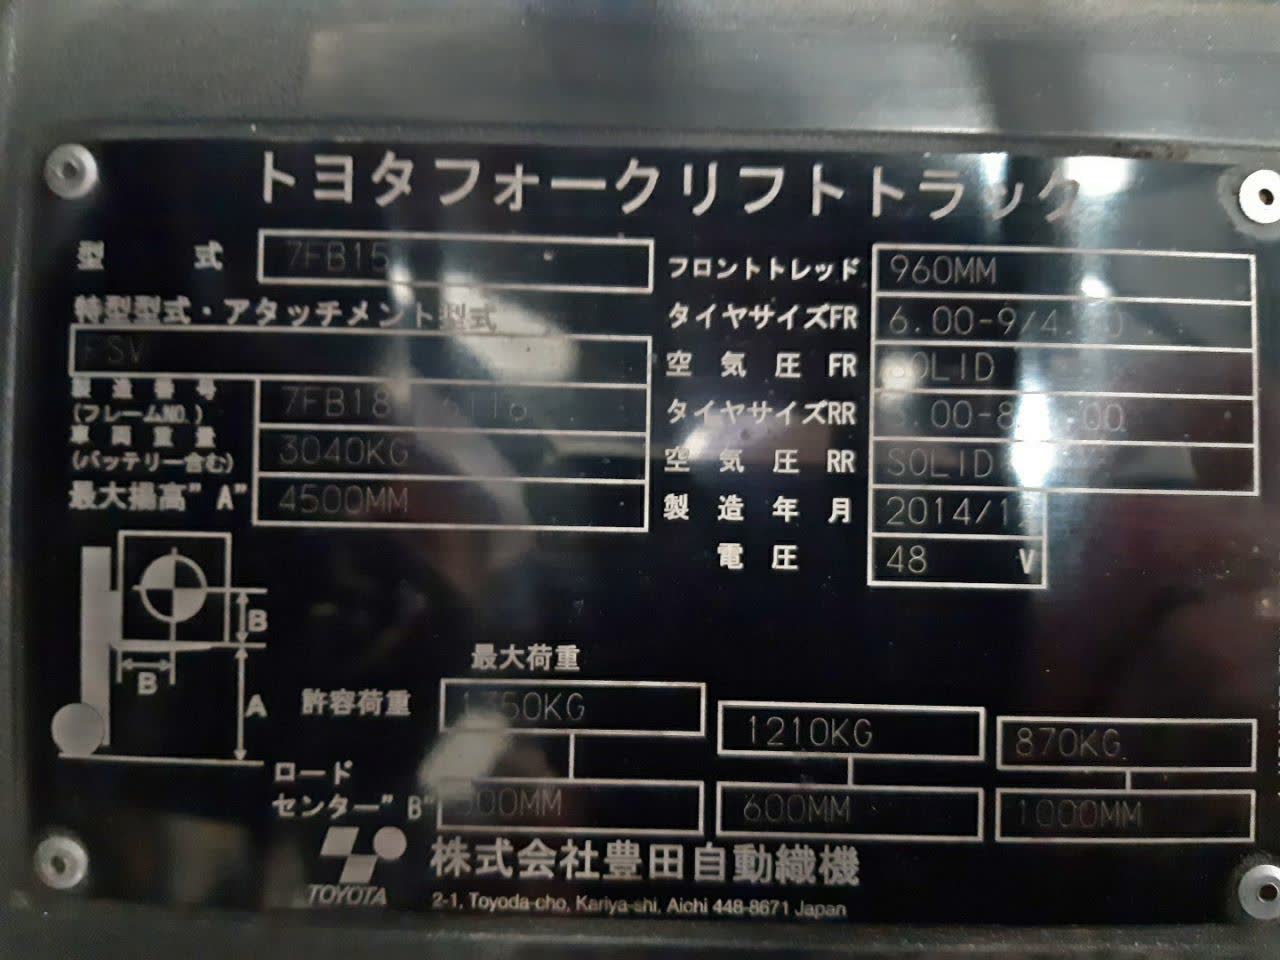 トヨタフォークリフトトラック
型式 7FB15
特型型式・アタッチメント型式
FSV
製造番号
(フレームNO.)
車両重量 3040KG
(バッテリー含む)
最大揚高"A" 4500MM
フロントトレッド 960MM
タイヤサイズFR
空気圧 FR SOLID
タイヤサイズRR
空気圧 RR SOLID
製造年月
電圧 48 V
B
B
A
最大荷重
許容荷重 1210KG 870KG
ロード
センター"B" 600MM 1000MM
TOYOTA
株式会社豊田自動織機
2-1, Toyoda-cho, Kariya-shi, Aichi 448-8671 Japan